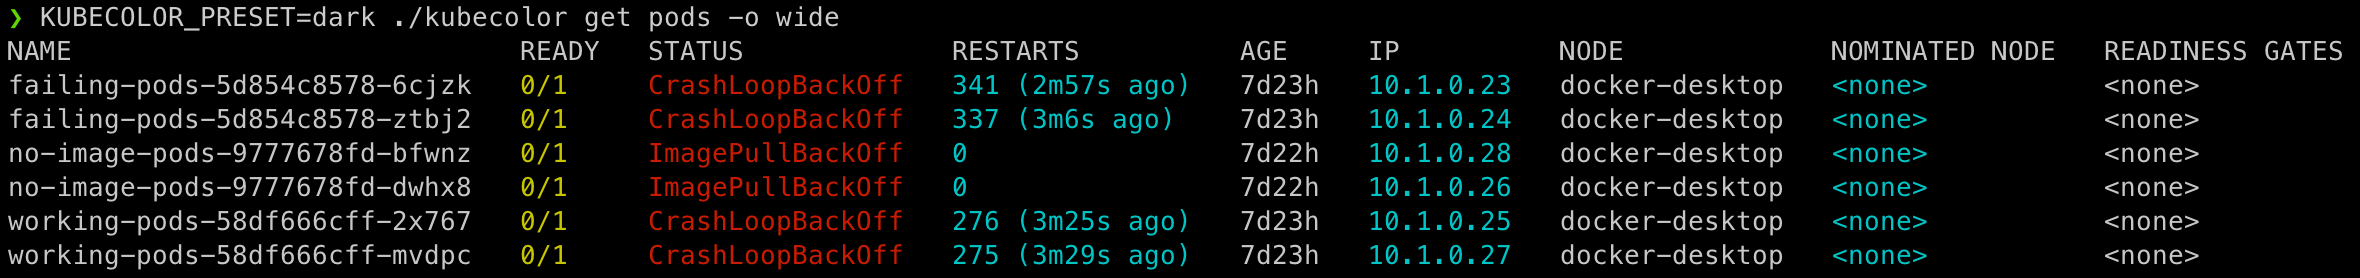 ❯ KUBECOLOR_PRESET=dark ./kubecolor get pods -o wide
NAME                            READY   STATUS             RESTARTS         AGE     IP          NODE             NOMINATED NODE   READINESS GATES
failing-pods-5d854c8578-6cjzk   0/1     CrashLoopBackOff   341 (2m57s ago)   7d23h   10.1.0.23   docker-desktop   <none>           <none>
failing-pods-5d854c8578-ztbj2   0/1     CrashLoopBackOff   337 (3m6s ago)    7d23h   10.1.0.24   docker-desktop   <none>           <none>
no-image-pods-9777678fd-bfwnz   0/1     ImagePullBackOff   0                 7d22h   10.1.0.28   docker-desktop   <none>           <none>
no-image-pods-9777678fd-dwhx8   0/1     ImagePullBackOff   0                 7d22h   10.1.0.26   docker-desktop   <none>           <none>
working-pods-58df666cff-2x767   0/1     CrashLoopBackOff   276 (3m25s ago)   7d23h   10.1.0.25   docker-desktop   <none>           <none>
working-pods-58df666cff-mvdpc   0/1     CrashLoopBackOff   275 (3m29s ago)   7d23h   10.1.0.27   docker-desktop   <none>           <none>